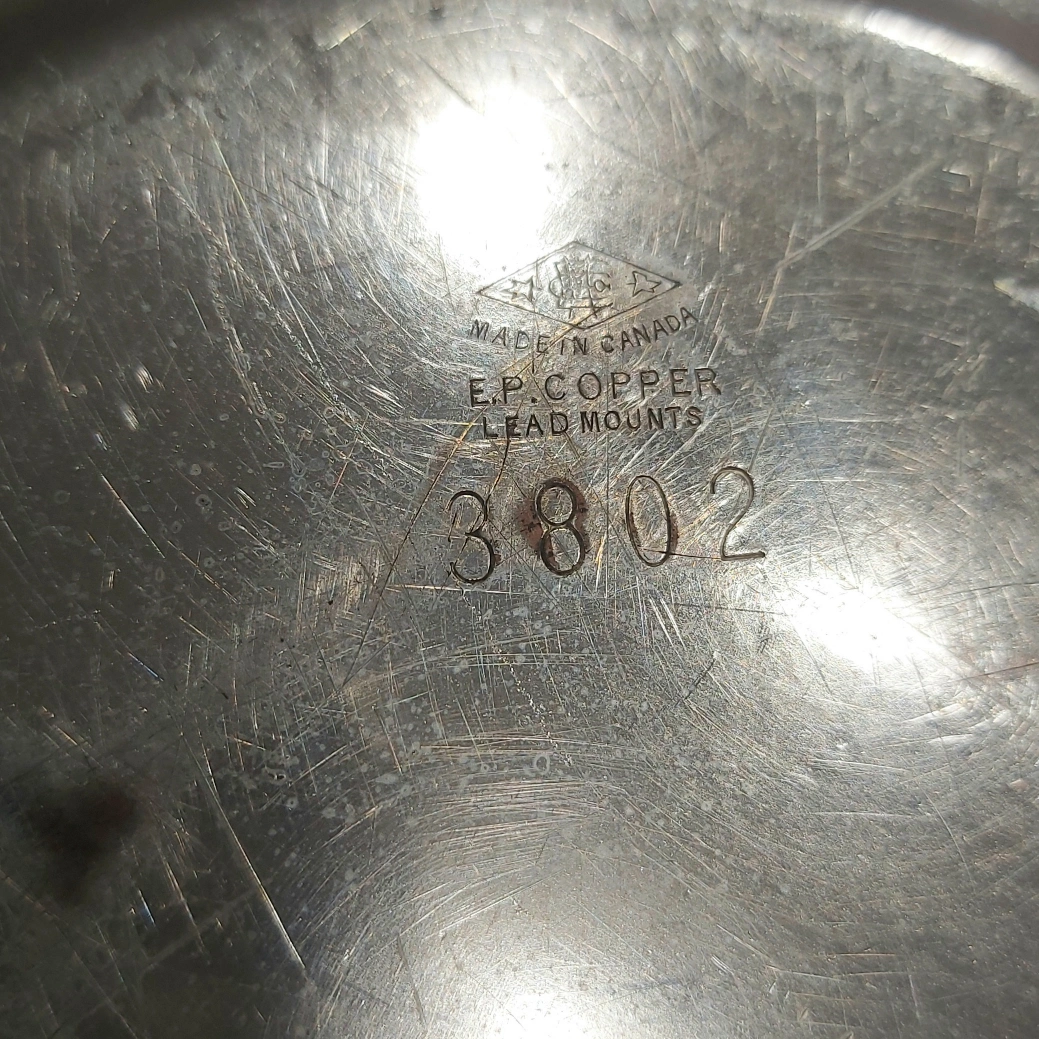 MADE IN CANADA
E.P. COPPER
LEAD MOUNTS
3802